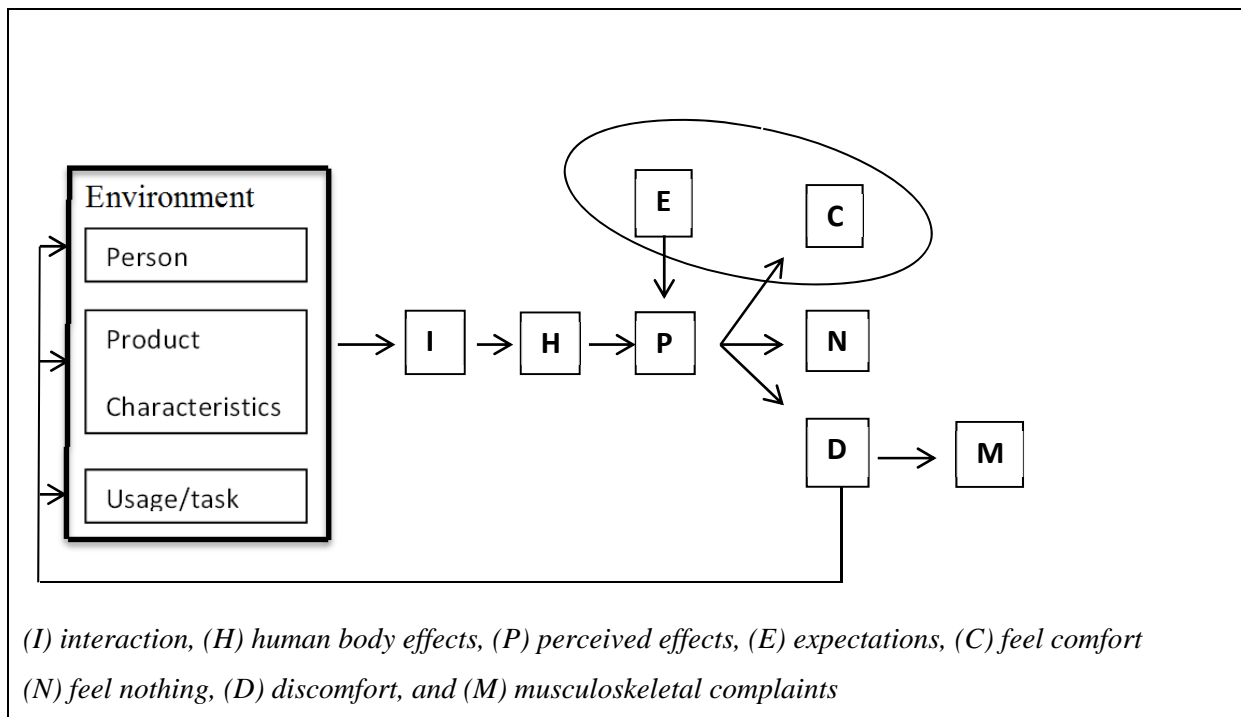 Environment
Person
Product
Characteristics
Usage/task
E
C
I
H
P
N
D
M
(I) interaction, (H) human body effects, (P) perceived effects, (E) expectations, (C) feel comfort
(N) feel nothing, (D) discomfort, and (M) musculoskeletal complaints